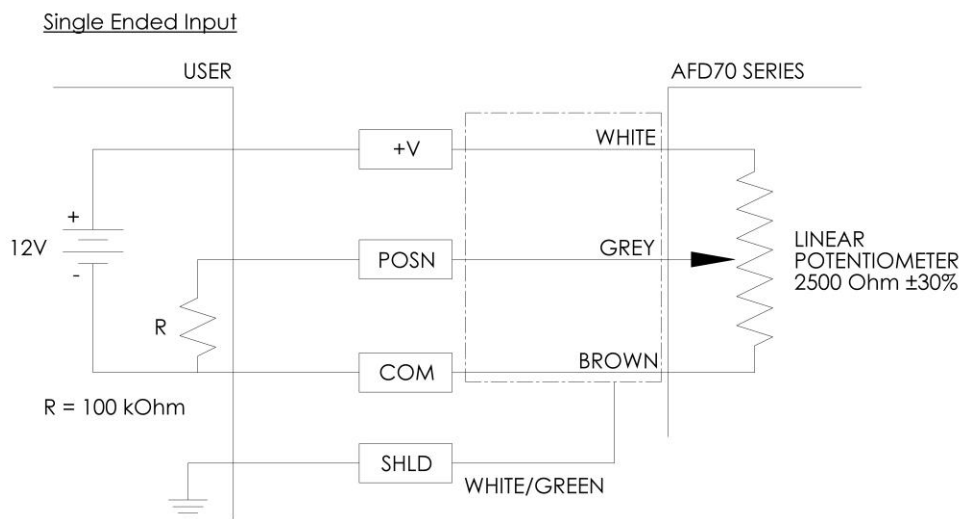 Single Ended Input
USER
AFD70 SERIES
+V
WHITE
+
12V
-
POSN
GREY
LINEAR
POTENTIOMETER
2500 Ohm ±30%
R
COM
BROWN
R = 100 kOhm
SHLD
WHITE/GREEN